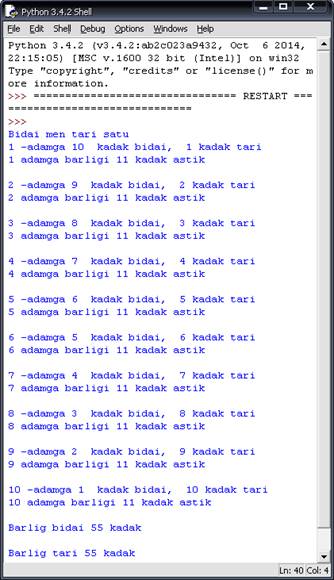 Python 3.4.2 Shell
File Edit Shell Debug Options Windows Help
Python 3.4.2 (v3.4.2:ab2c023a9432, Oct  6 2014,
22:15:05) [MSC v.1600 32 bit (Intel)] on win32
Type "copyright", "credits" or "license()" for m
ore information.
>>> ================================ RESTART ===
=============================
>>>
Bidai men tari satu
1 -adamga 10  kadak bidai,  1 kadak tari
1 adamga barligi 11 kadak astik
2 -adamga 9  kadak bidai,  2 kadak tari
2 adamga barligi 11 kadak astik
3 -adamga 8  kadak bidai,  3 kadak tari
3 adamga barligi 11 kadak astik
4 -adamga 7  kadak bidai,  4 kadak tari
4 adamga barligi 11 kadak astik
5 -adamga 6  kadak bidai,  5 kadak tari
5 adamga barligi 11 kadak astik
6 -adamga 5  kadak bidai,  6 kadak tari
6 adamga barligi 11 kadak astik
7 -adamga 4  kadak bidai,  7 kadak tari
7 adamga barligi 11 kadak astik
8 -adamga 3  kadak bidai,  8 kadak tari
8 adamga barligi 11 kadak astik
9 -adamga 2  kadak bidai,  9 kadak tari
9 adamga barligi 11 kadak astik
10 -adamga 1  kadak bidai,  10 kadak tari
10 adamga barligi 11 kadak astik
Barlig bidai 55 kadak
Barlig tari 55 kadak
Ln: 40 Col: 4